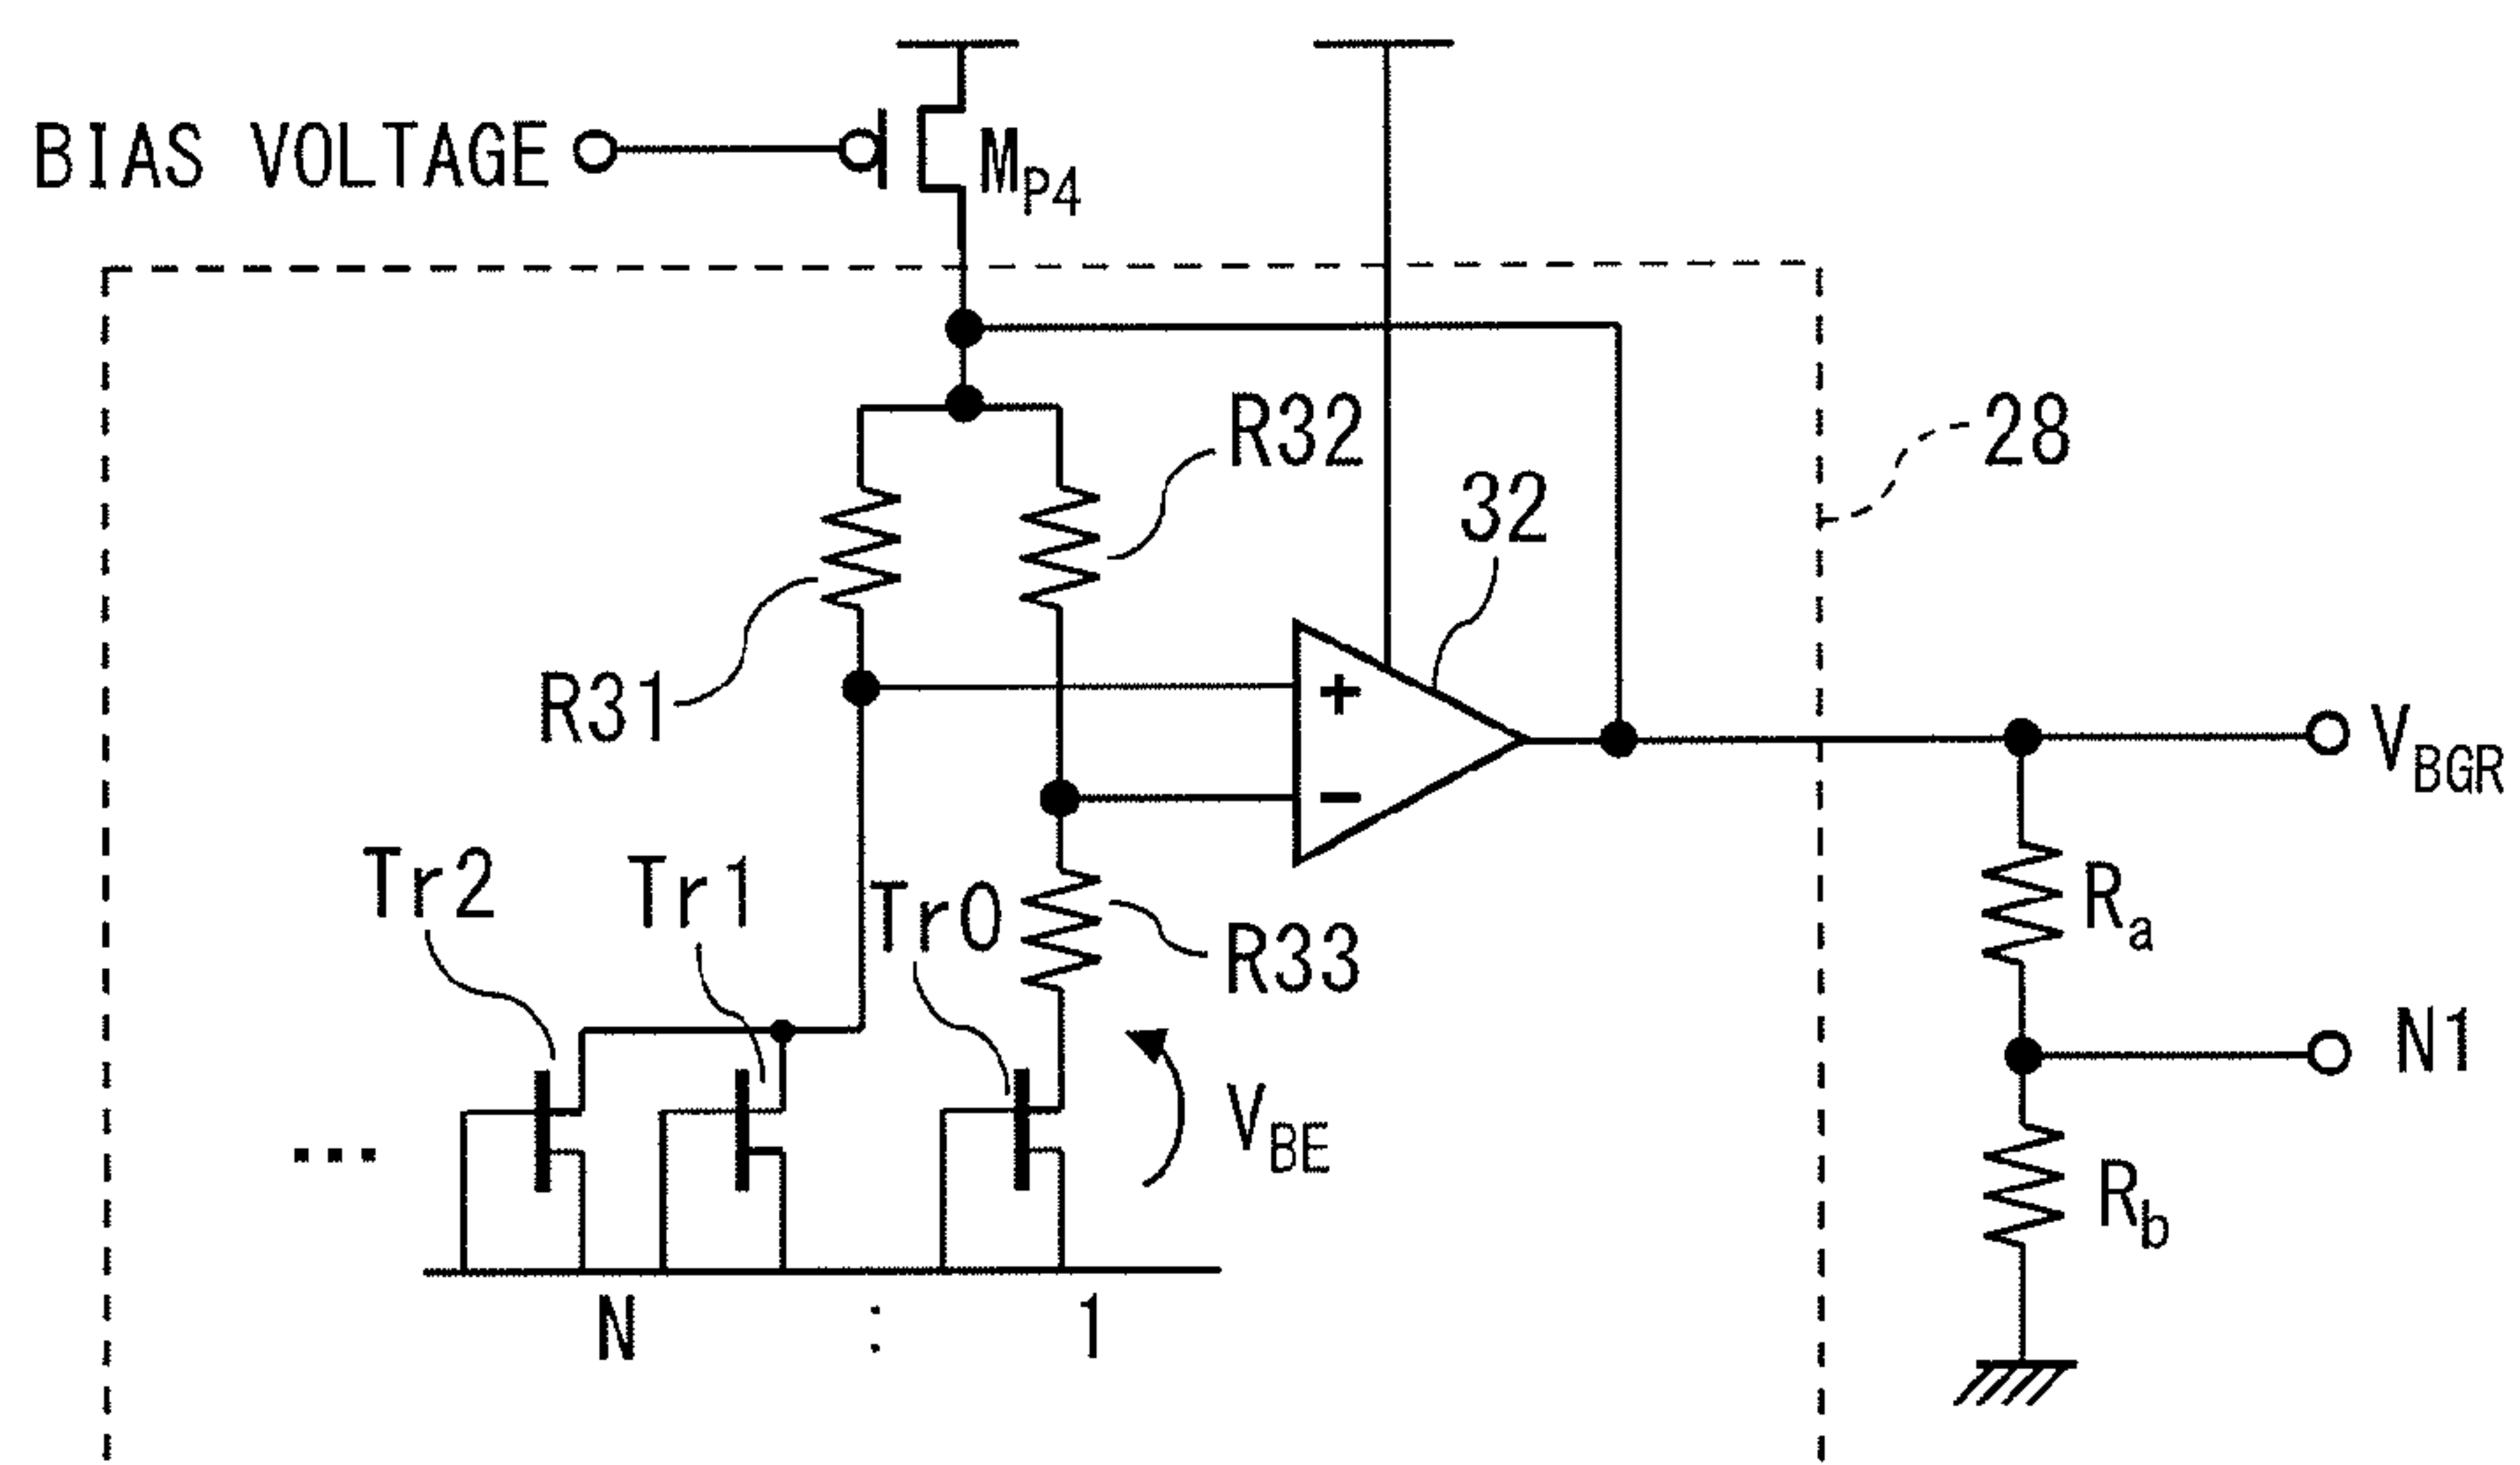 BIAS VOLTAGE
MP4
R32
28
32
R31
+
−
VBGR
Tr2
Tr1
Tr0
Ra
R33
N1
VBE
...
Rb
N : 1